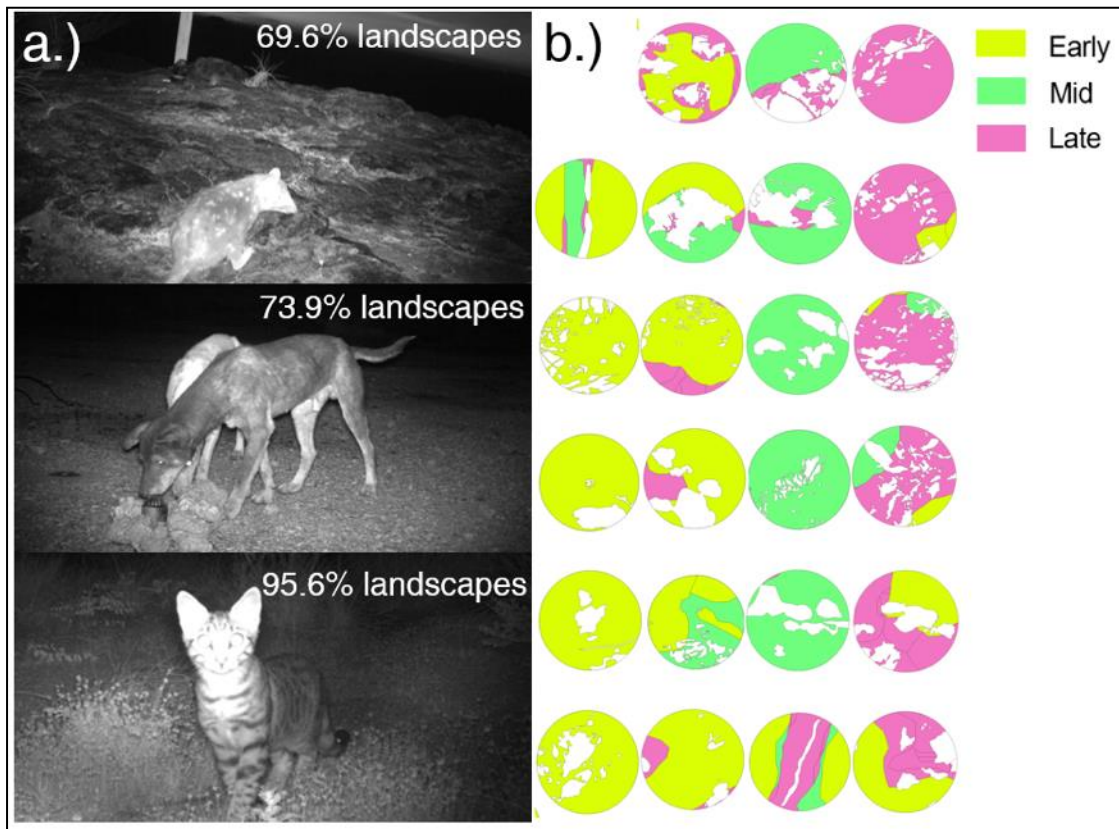 a.)
69.6% landscapes
73.9% landscapes
95.6% landscapes
b.)
Early
Mid
Late